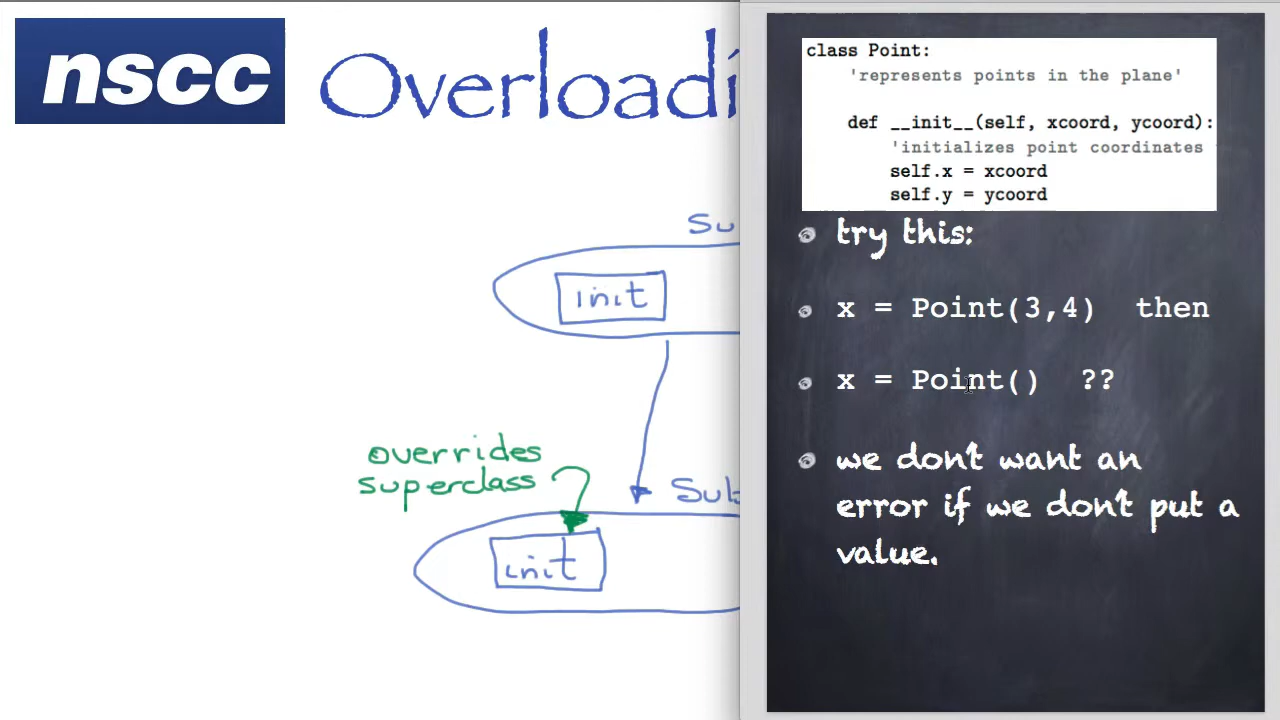 nscc
Overloadi
Su
init
overrides
superclass
Sub
init
class Point:
'represents points in the plane'
def __init__(self, xcoord, ycoord):
'initializes point coordinates
self.x = xcoord
self.y = ycoord
try this:
x = Point(3,4) then
x = Point() ??
we don't want an
error if we don't put a
value.